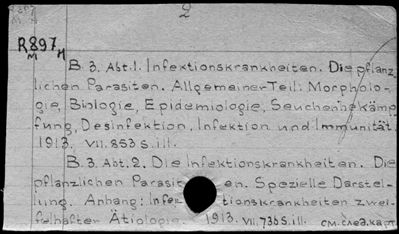 2
R897
M
B. 3. Abt. 1. Infektionskrankheiten. Die pflanz-
lichen Parasiten. Allgemeiner Teil: Morpholo-
gie, Biologie, Epidemiologie, Seuchenbekämp
fung, Desinfektion, Infektion und Immunität.
1913. VII. 853 S. ill.
B. 3. Abt. 2. Die Infektionskrankheiten. Die
pflanzlichen Parasit en. Spezielle Darstel-
lung. Anhang: Infek tionskrankheiten zwei-
felhafter Ätiologie. 1913. VII. 736 S. ill. см. след. карт.